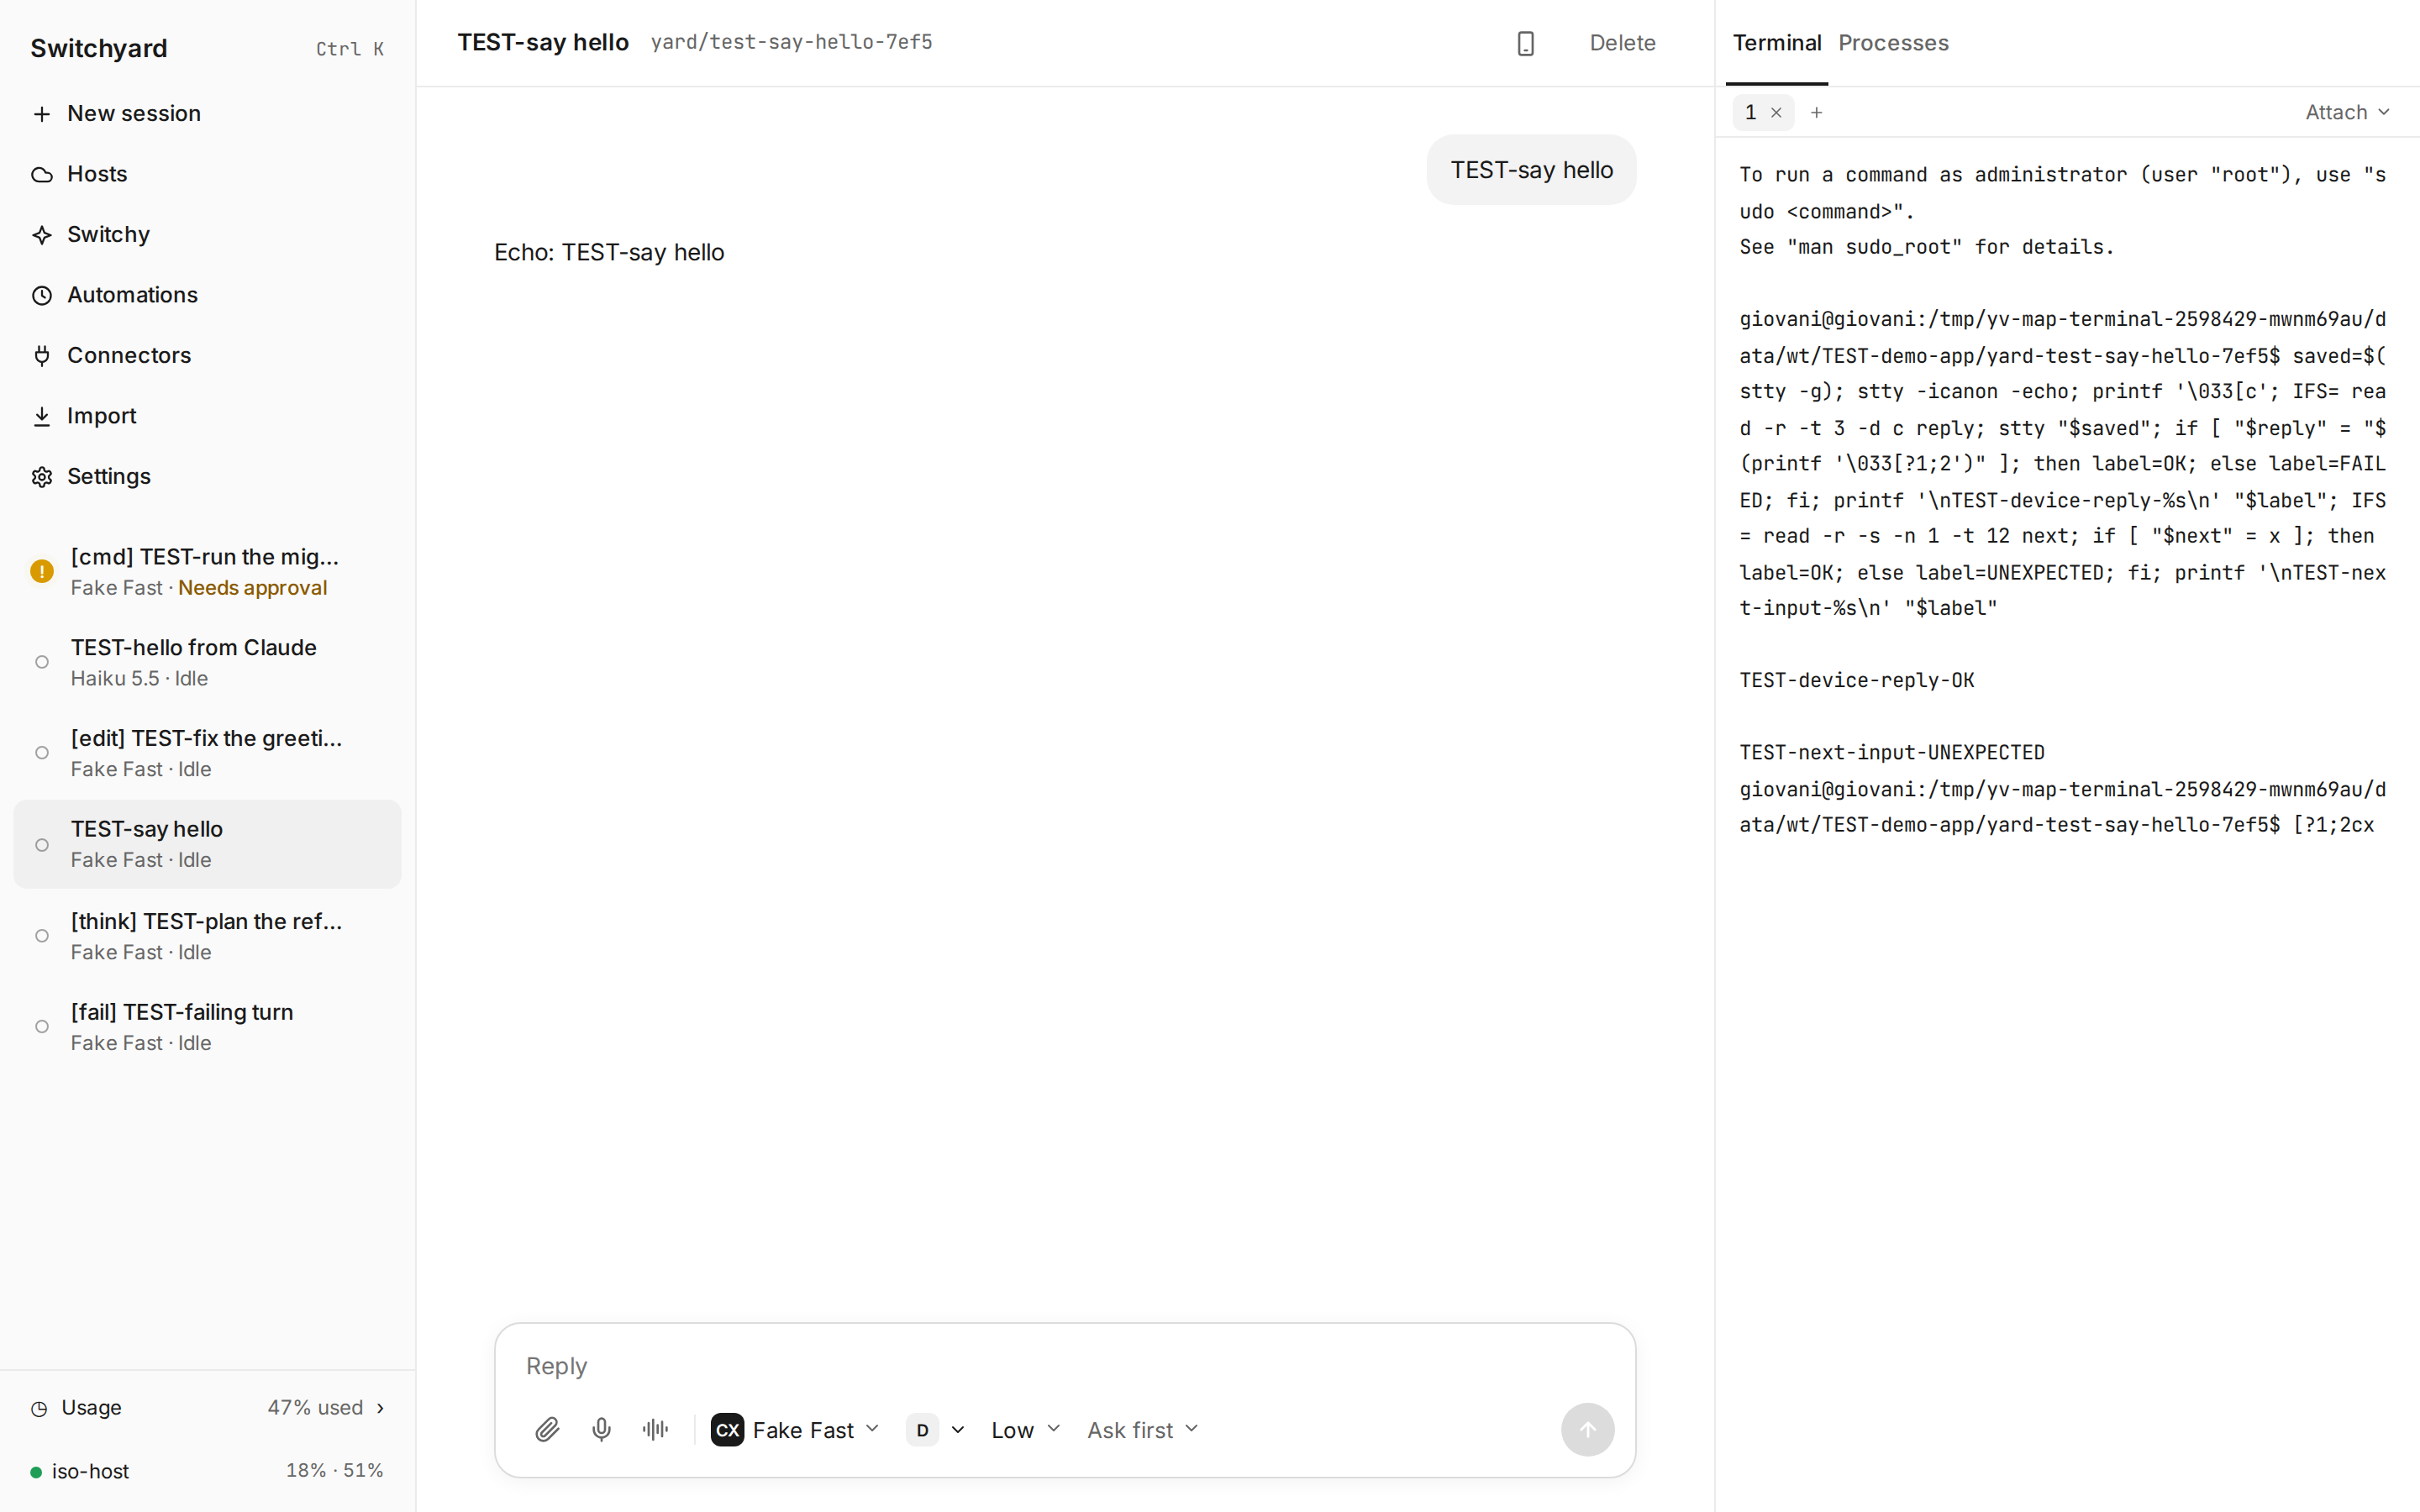 Switchyard
Ctrl K
New session
Hosts
Switchy
Automations
Connectors
Import
Settings
[cmd] TEST-run the mig...
Fake Fast · Needs approval
TEST-hello from Claude
Haiku 5.5 · Idle
[edit] TEST-fix the greeti...
Fake Fast · Idle
TEST-say hello
Fake Fast · Idle
[think] TEST-plan the ref...
Fake Fast · Idle
[fail] TEST-failing turn
Fake Fast · Idle
Usage
47% used
iso-host
18% · 51%
TEST-say hello
yard/test-say-hello-7ef5
Delete
TEST-say hello
Echo: TEST-say hello
Reply
CX Fake Fast
D
Low
Ask first
Terminal
Processes
1
Attach
To run a command as administrator (user "root"), use "s
udo <command>".
See "man sudo_root" for details.
giovani@giovani:/tmp/yv-map-terminal-2598429-mwnm69au/d
ata/wt/TEST-demo-app/yard-test-say-hello-7ef5$ saved=$(
stty -g); stty -icanon -echo; printf '\033[c'; IFS= rea
d -r -t 3 -d c reply; stty "$saved"; if [ "$reply" = "$
(printf '\033[?1;2')" ]; then label=OK; else label=FAIL
ED; fi; printf '\nTEST-device-reply-%s\n' "$label"; IFS
= read -r -s -n 1 -t 12 next; if [ "$next" = x ]; then
label=OK; else label=UNEXPECTED; fi; printf '\nTEST-nex
t-input-%s\n' "$label"
TEST-device-reply-OK
TEST-next-input-UNEXPECTED
giovani@giovani:/tmp/yv-map-terminal-2598429-mwnm69au/d
ata/wt/TEST-demo-app/yard-test-say-hello-7ef5$ [?1;2cx